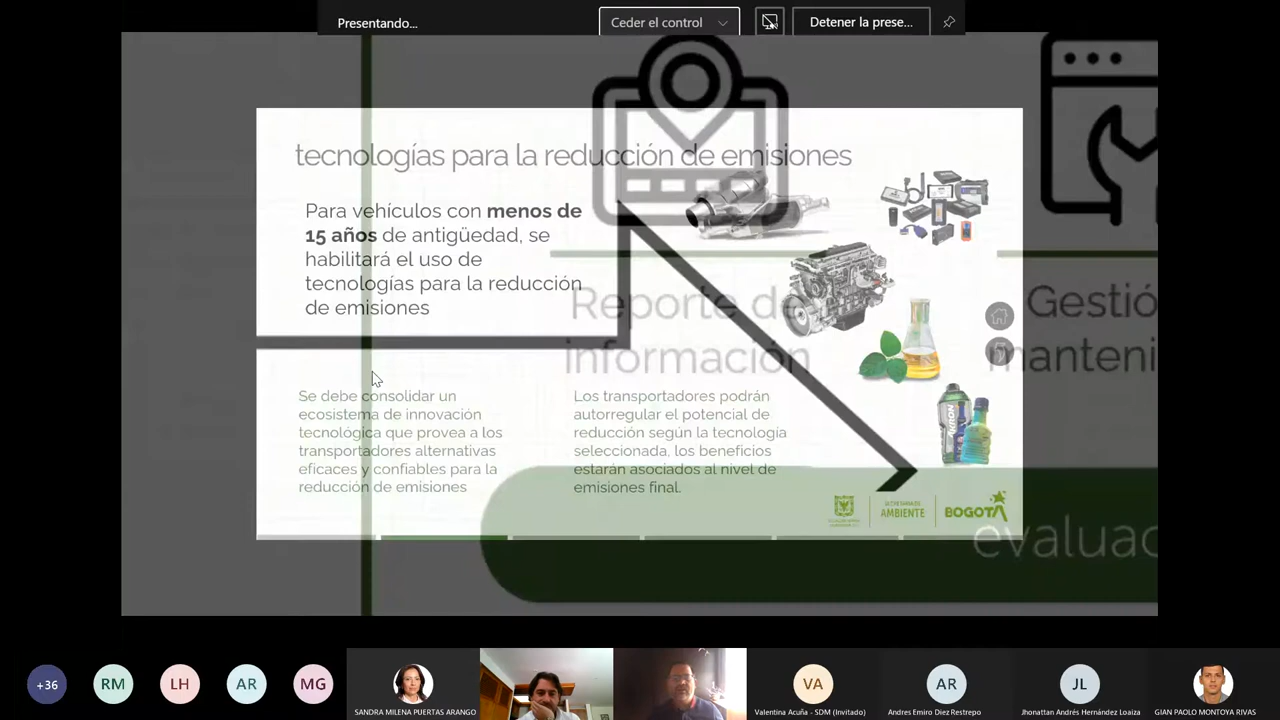 Presentando...
Ceder el control
Detener la prese...
tecnologías para la reducción de emisiones
Para vehículos con menos de
15 años de antigüedad, se
habilitará el uso de
tecnologías para la reducción
de emisiones
Reporte de
información
Gestió
manteni
Se debe consolidar un
ecosistema de innovación
tecnológica que provea a los
transportadores alternativas
eficaces y confiables para la
reducción de emisiones
Los transportadores podrán
autorregular el potencial de
reducción según la tecnología
seleccionada, los beneficios
estarán asociados al nivel de
emisiones final.
SECRETARÍA DE
AMBIENTE
BOGOTÁ
evaluac
+36
RM
LH
AR
MG
SANDRA MILENA PUERTAS ARANGO
VA
Valentina Acuña - SDM (Invitado)
AR
Andres Emiro Diez Restrepo
JL
Jhonattan Andrés Hernández Loaiza
GIAN PAOLO MONTOYA RIVAS